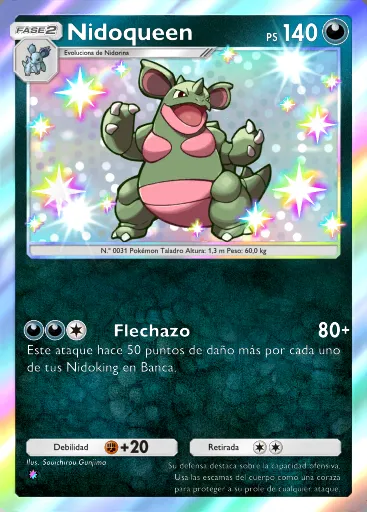 FASE 2
Nidoqueen
PS 140
Evoluciona de Nidorina
N.º 0031 Pokémon Taladro Altura: 1,3 m Peso: 60,0 kg
Flechazo 80+
Este ataque hace 50 puntos de daño más por cada uno
de tus Nidoking en Banca.
Debilidad +20
Retirada
Ilus. Souichirou Gunjima
Su defensa destaca sobre la capacidad ofensiva.
Usa las escamas del cuerpo como una coraza
para proteger a su prole de cualquier ataque.